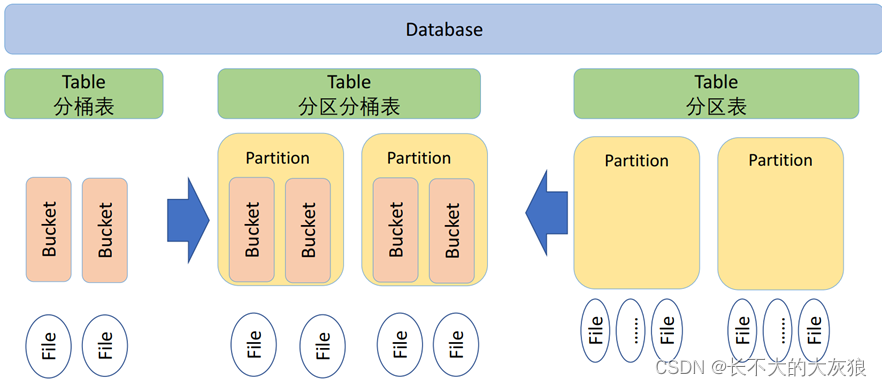 Database
Table
分桶表
Table
分区分桶表
Table
分区表
Partition
Partition
Partition
Partition
Bucket
Bucket
Bucket
Bucket
Bucket
Bucket
File
File
File
File
File
File
File
......
File
File
......
File
CSDN @长不大的大灰狼